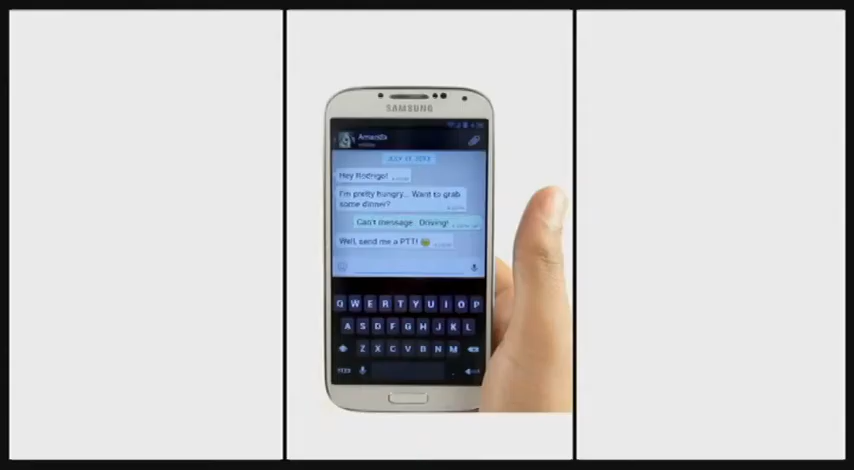 SAMSUNG
Amanda
Hey Rodrigo!
I'm pretty hungry... Want to grab
some dinner?
Can't message. Driving!
Well, send me a PTT!
Q W E R T Y U I O P
A S D F G H J K L
Z X C V B N M